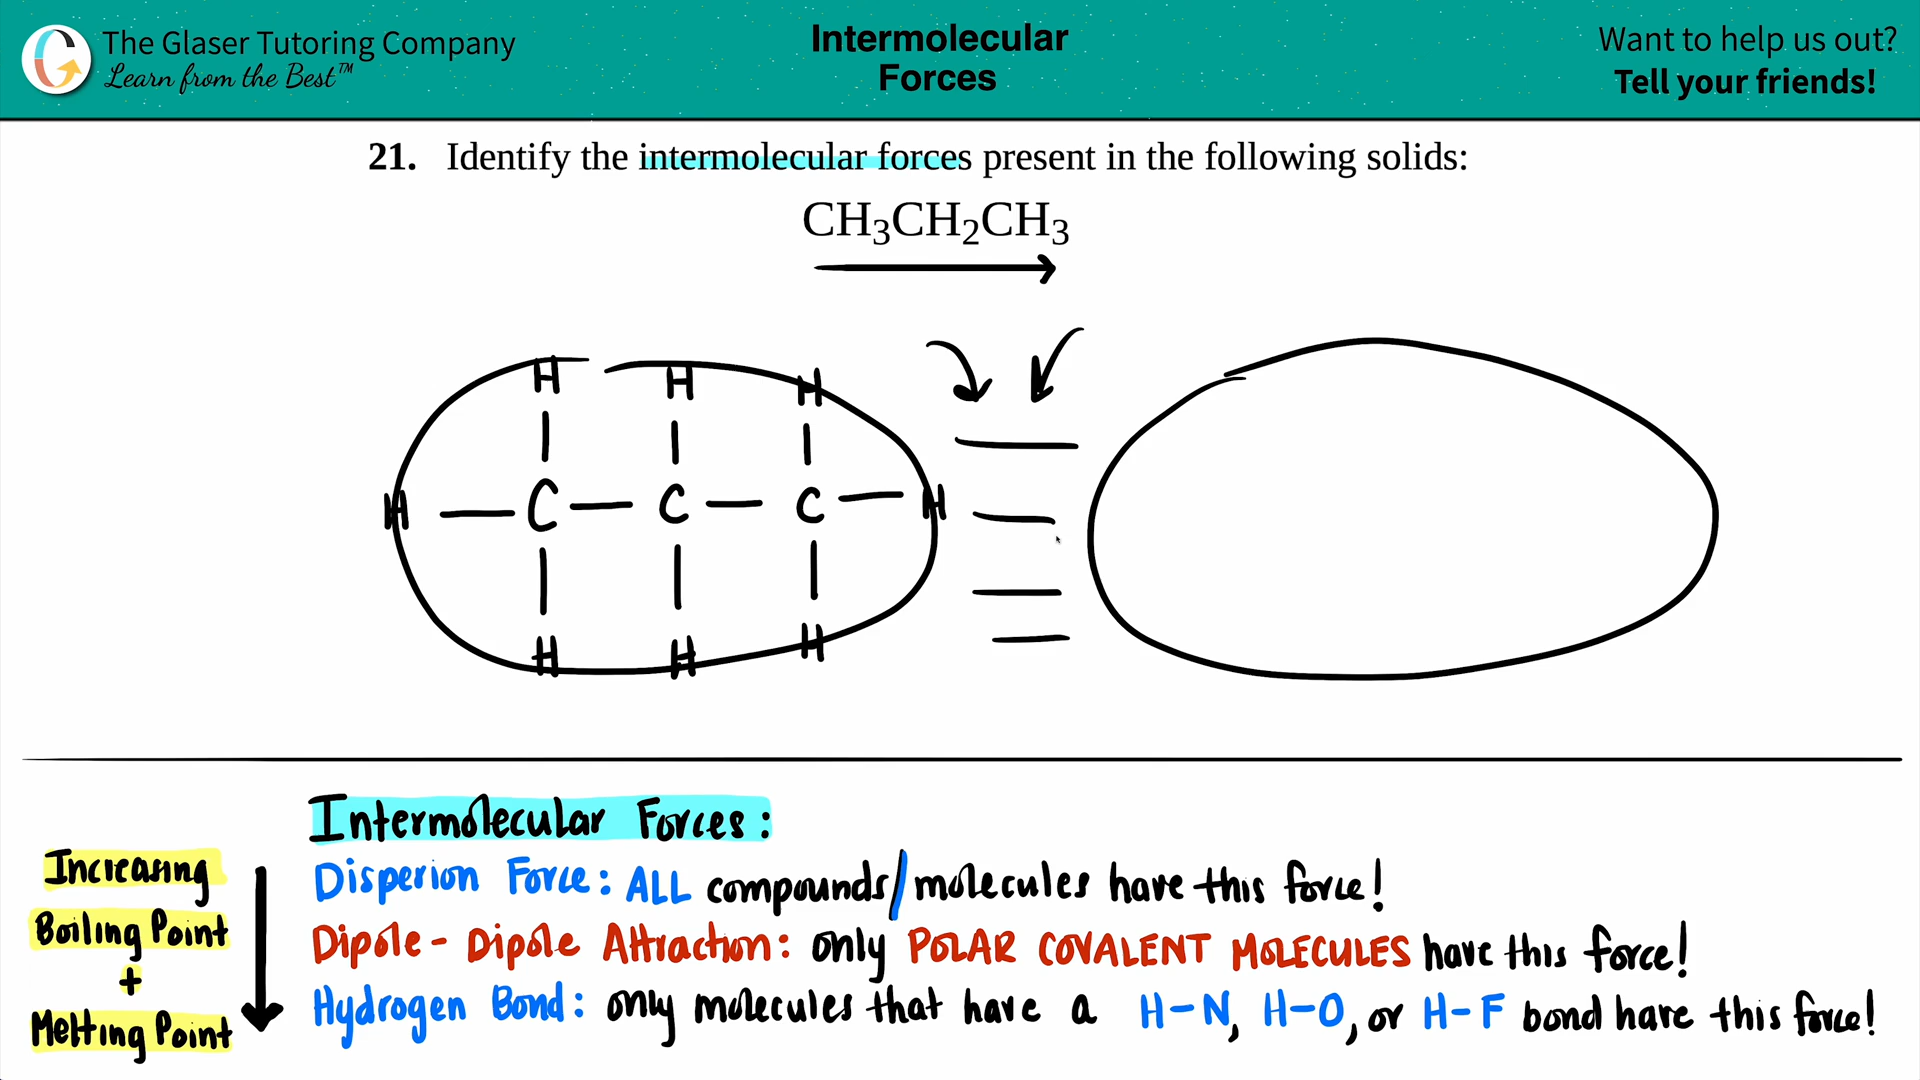 The Glaser Tutoring Company
Learn from the Best™
Intermolecular
Forces
Want to help us out?
Tell your friends!
21. Identify the intermolecular forces present in the following solids:
CH₃CH₂CH₃
H H H
H — C — C — C — H
H H H
Intermolecular Forces:
Increasing
Boiling Point
+
Melting Point
Disperion Force: ALL compounds/molecules have this force!
Dipole - Dipole Attraction: only POLAR COVALENT MOLECULES have this force!
Hydrogen Bond: only molecules that have a H-N, H-O, or H-F bond have this force!